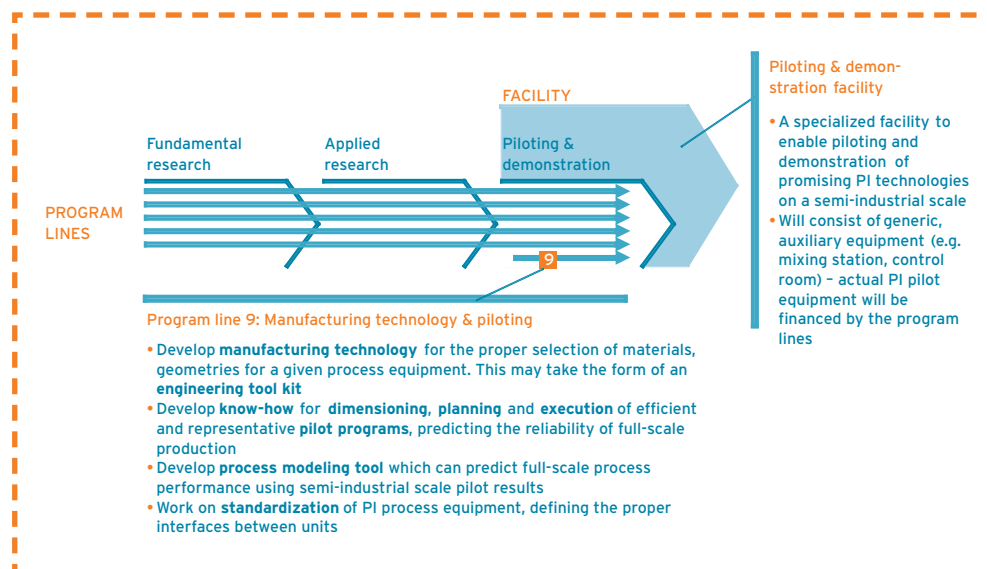 FACILITY
Fundamental
research
Applied
research
Piloting &
demonstration
PROGRAM
LINES
9
Program line 9: Manufacturing technology & piloting
• Develop manufacturing technology for the proper selection of materials,
geometries for a given process equipment. This may take the form of an
engineering tool kit
• Develop know-how for dimensioning, planning and execution of efficient
and representative pilot programs, predicting the reliability of full-scale
production
• Develop process modeling tool which can predict full-scale process
performance using semi-industrial scale pilot results
• Work on standardization of PI process equipment, defining the proper
interfaces between units
Piloting & demon-
stration facility
• A specialized facility to
enable piloting and
demonstration of
promising PI technologies
on a semi-industrial scale
• Will consist of generic,
auxiliary equipment (e.g.
mixing station, control
room) – actual PI pilot
equipment will be
financed by the program
lines